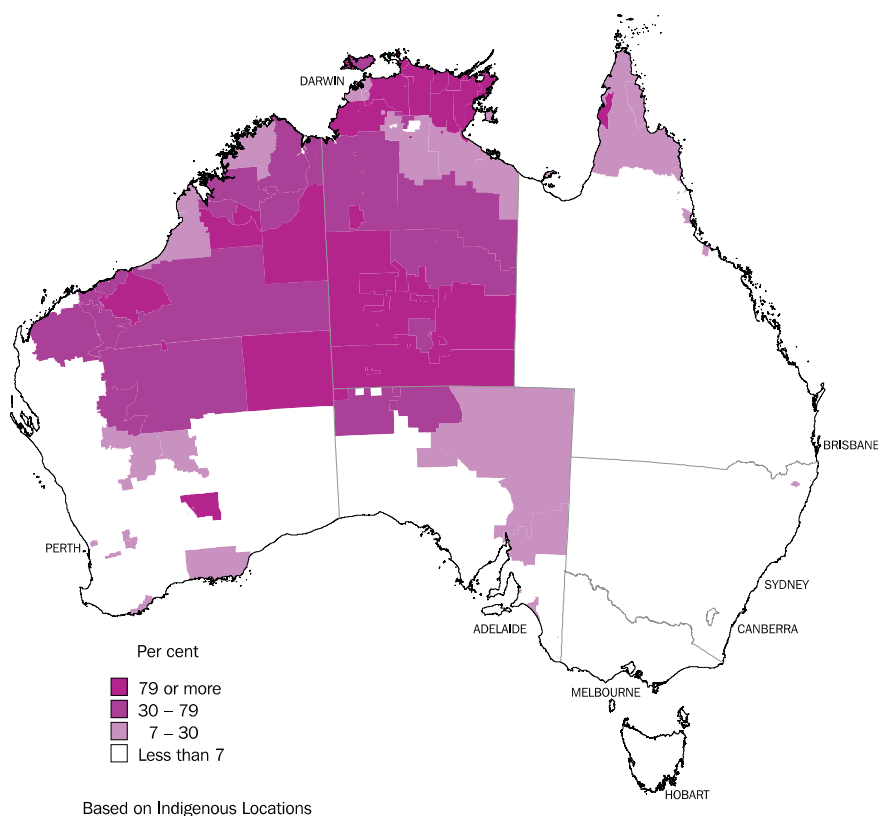 DARWIN
BRISBANE
PERTH
SYDNEY
ADELAIDE
CANBERRA
MELBOURNE
HOBART
Per cent
79 or more
30 – 79
7 – 30
Less than 7
Based on Indigenous Locations